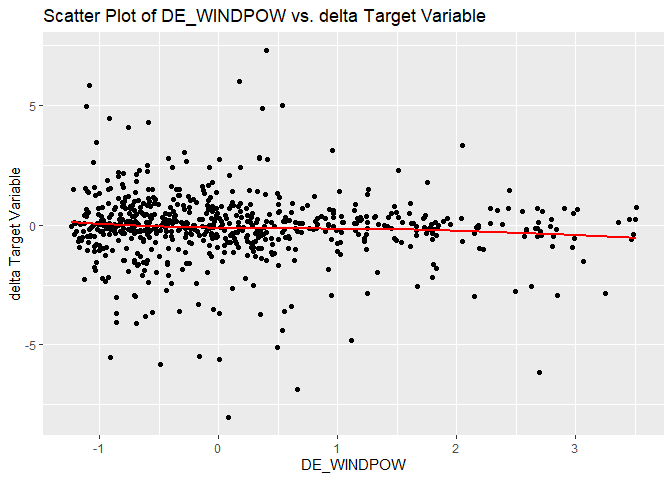 Scatter Plot of DE_WINDPOW vs. delta Target Variable
delta Target Variable
5
0
-5
-1
0
1
2
3
DE_WINDPOW